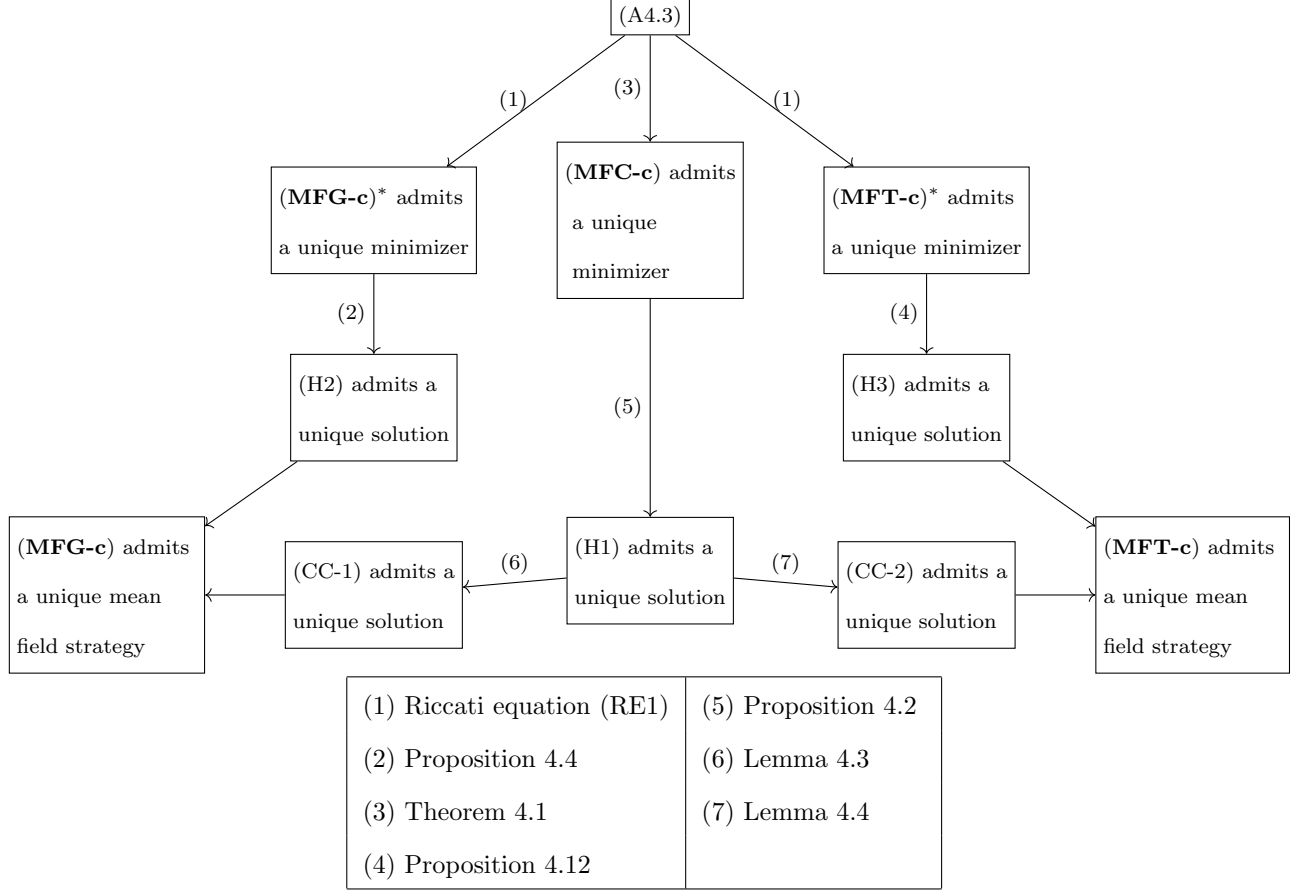 (A4.3)
(1)
(3)
(1)
(MFG-c)* admits
a unique minimizer
(MFC-c) admits
a unique
minimizer
(MFT-c)* admits
a unique minimizer
(2)
(4)
(H2) admits a
unique solution
(5)
(H3) admits a
unique solution
(MFG-c) admits
a unique mean
field strategy
(CC-1) admits a
unique solution
(6)
(H1) admits a
unique solution
(7)
(CC-2) admits a
unique solution
(MFT-c) admits
a unique mean
field strategy
(1) Riccati equation (RE1)
(2) Proposition 4.4
(3) Theorem 4.1
(4) Proposition 4.12
(5) Proposition 4.2
(6) Lemma 4.3
(7) Lemma 4.4